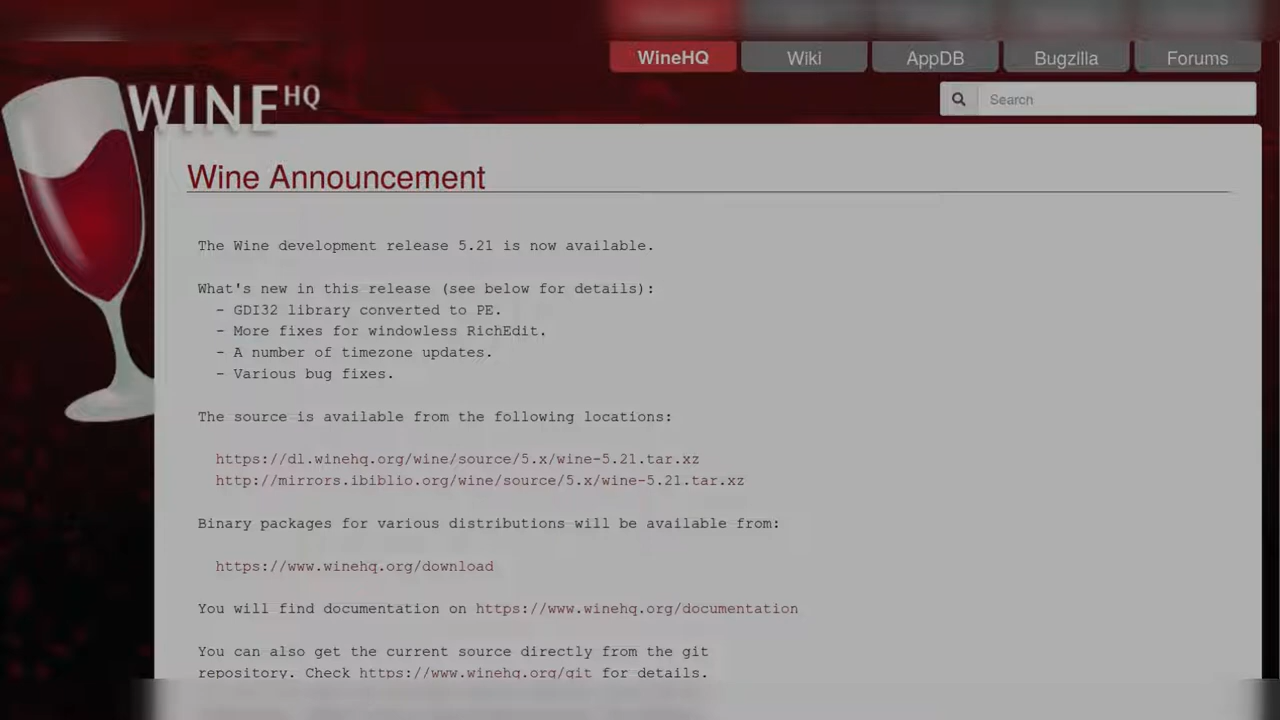 WineHQ Wiki AppDB Bugzilla Forums
Search
WINE HQ
Wine Announcement
The Wine development release 5.21 is now available.
What's new in this release (see below for details):
- GDI32 library converted to PE.
- More fixes for windowless RichEdit.
- A number of timezone updates.
- Various bug fixes.
The source is available from the following locations:
https://dl.winehq.org/wine/source/5.x/wine-5.21.tar.xz
http://mirrors.ibiblio.org/wine/source/5.x/wine-5.21.tar.xz
Binary packages for various distributions will be available from:
https://www.winehq.org/download
You will find documentation on https://www.winehq.org/documentation
You can also get the current source directly from the git
repository. Check https://www.winehq.org/git for details.